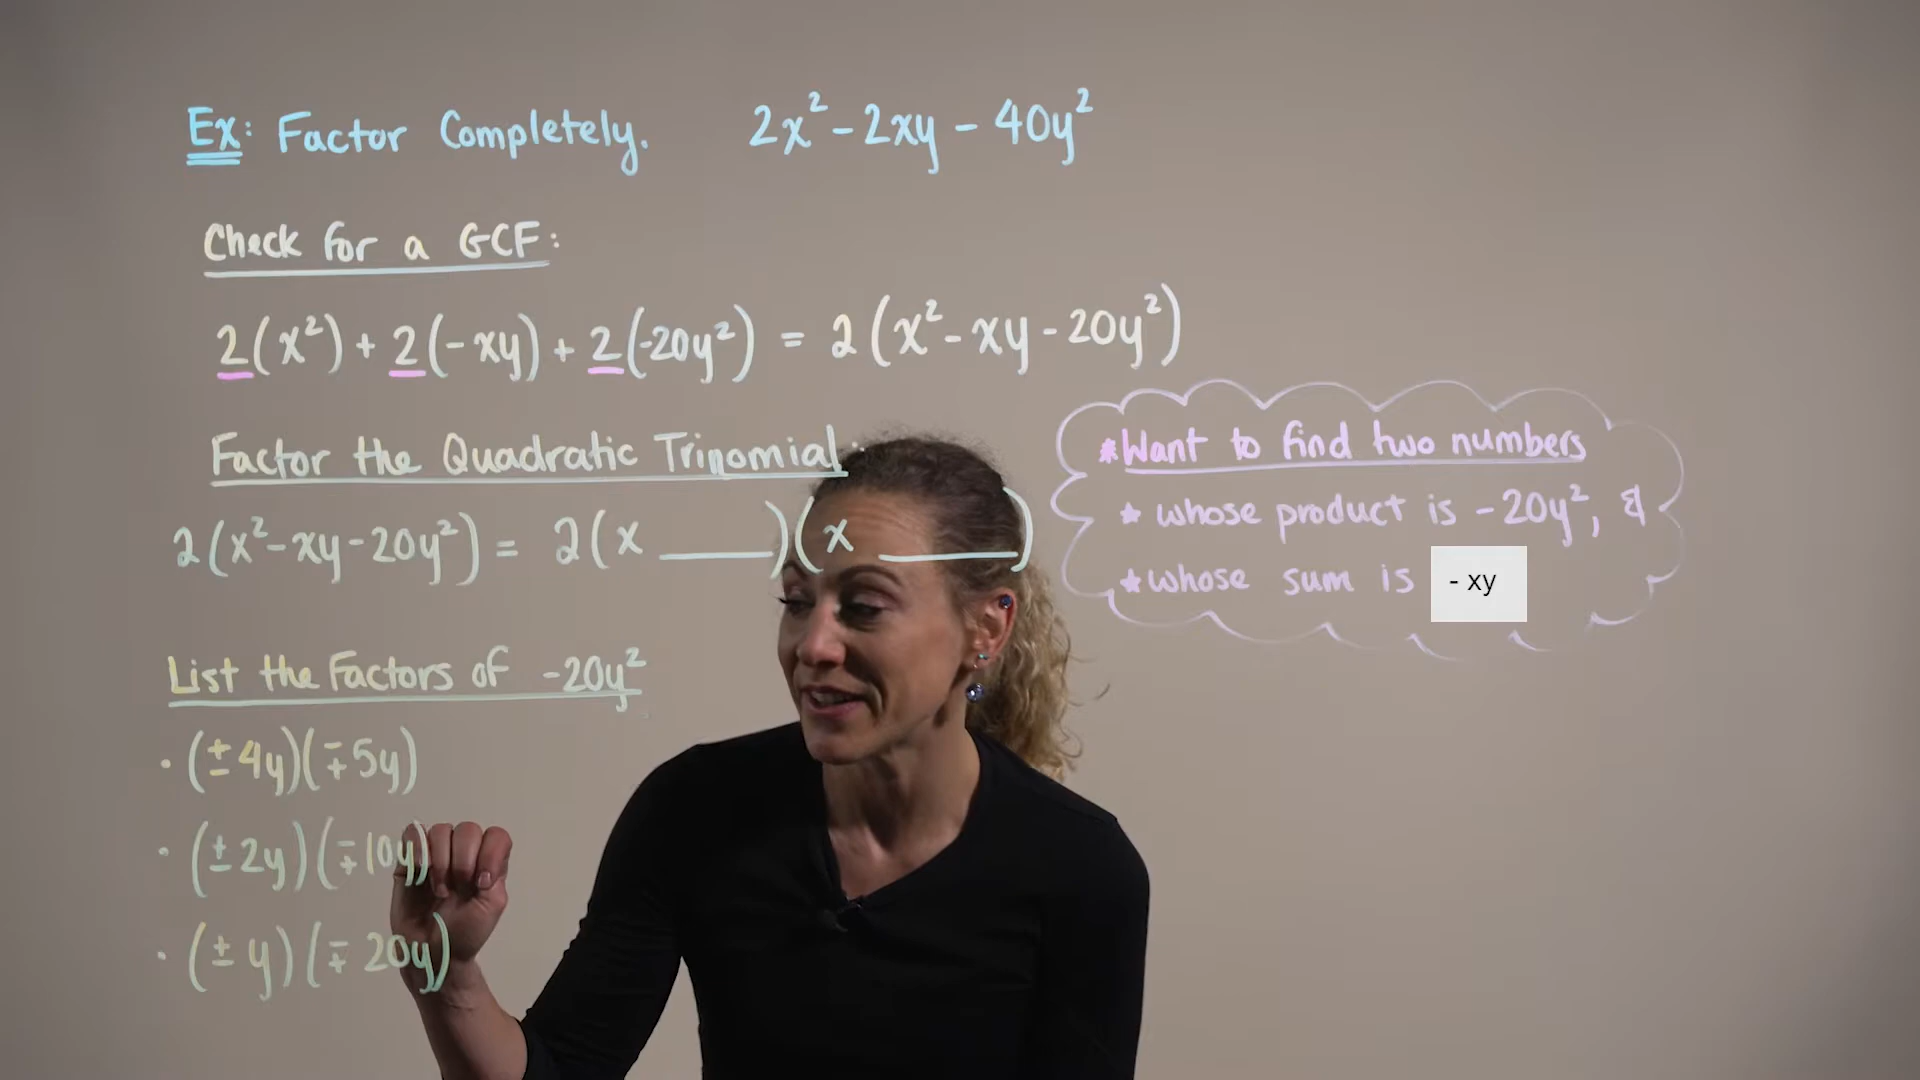 Ex: Factor Completely. 2x² - 2xy - 40y²
Check for a GCF:
2(x²) + 2(-xy) + 2(-20y²) = 2(x² - xy - 20y²)
Factor the Quadratic Trinomial:
2(x² - xy - 20y²) = 2(x ____)(x ____)
*Want to find two numbers
* whose product is -20y², &
* whose sum is - xy
List the Factors of -20y²
· (±4y)(∓5y)
· (±2y)(∓10y)
· (± y)(∓ 20y)